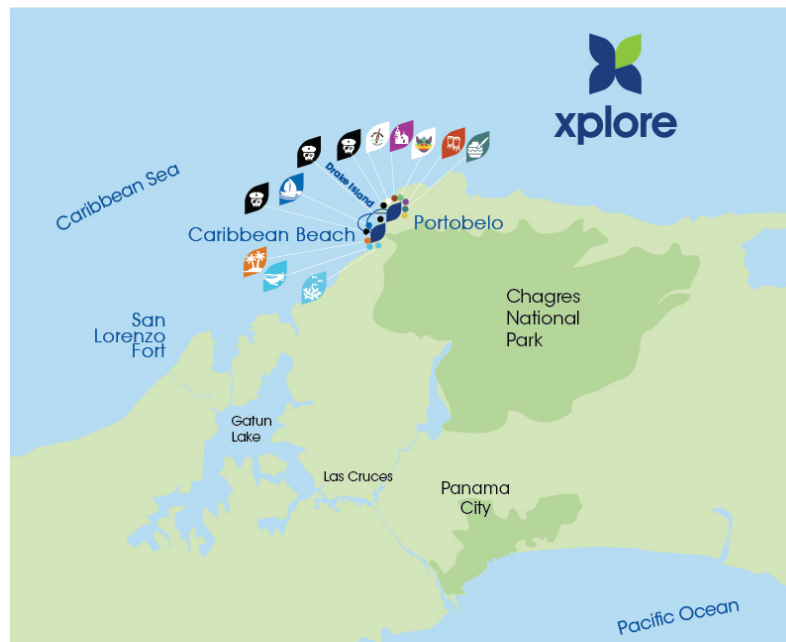 xplore
Caribbean Sea
Drake Island
Caribbean Beach
Portobelo
San
Lorenzo
Fort
Chagres
National
Park
Gatun
Lake
Las Cruces
Panama
City
Pacific Ocean